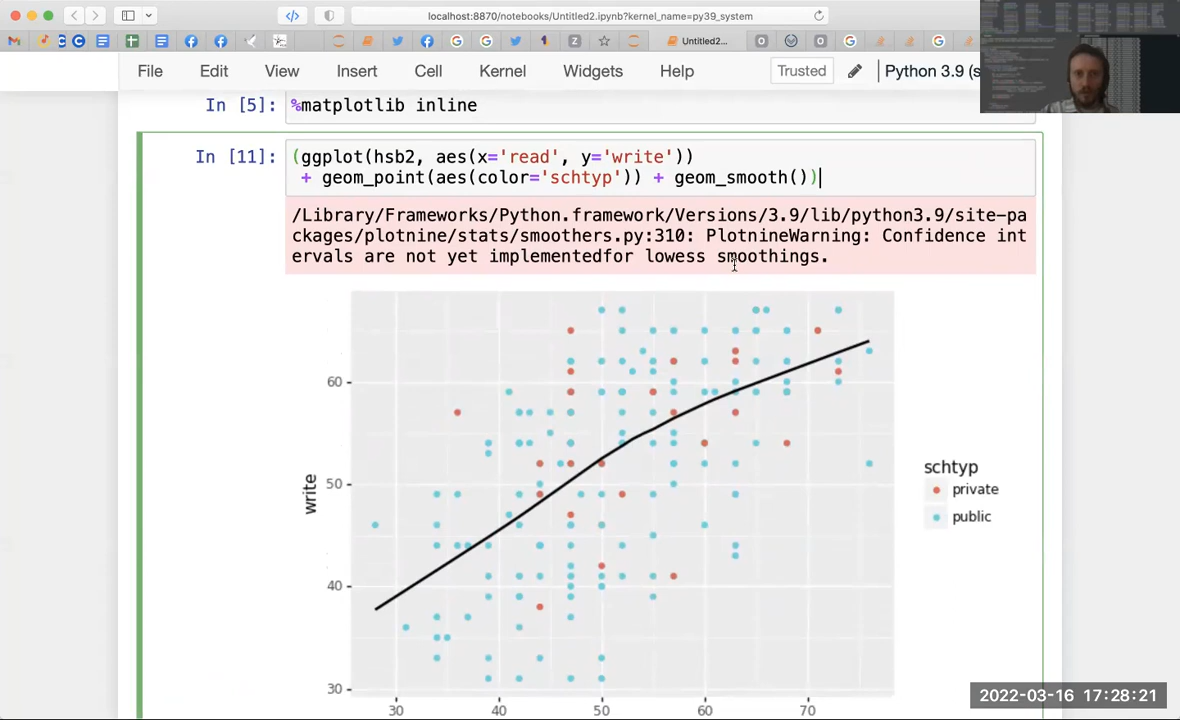 localhost:8870/notebooks/Untitled2.ipynb?kernel_name=py39_system
Untitled2...
File Edit View Insert Cell Kernel Widgets Help Trusted Python 3.9 (s
In [5]: %matplotlib inline
In [11]: (ggplot(hsb2, aes(x='read', y='write'))
+ geom_point(aes(color='schtyp')) + geom_smooth())
/Library/Frameworks/Python.framework/Versions/3.9/lib/python3.9/site-pa
ckages/plotnine/stats/smoothers.py:310: PlotnineWarning: Confidence int
ervals are not yet implementedfor lowess smoothings.
60
50
40
30
write
30 40 50 60 70
schtyp
private
public
2022-03-16 17:28:21